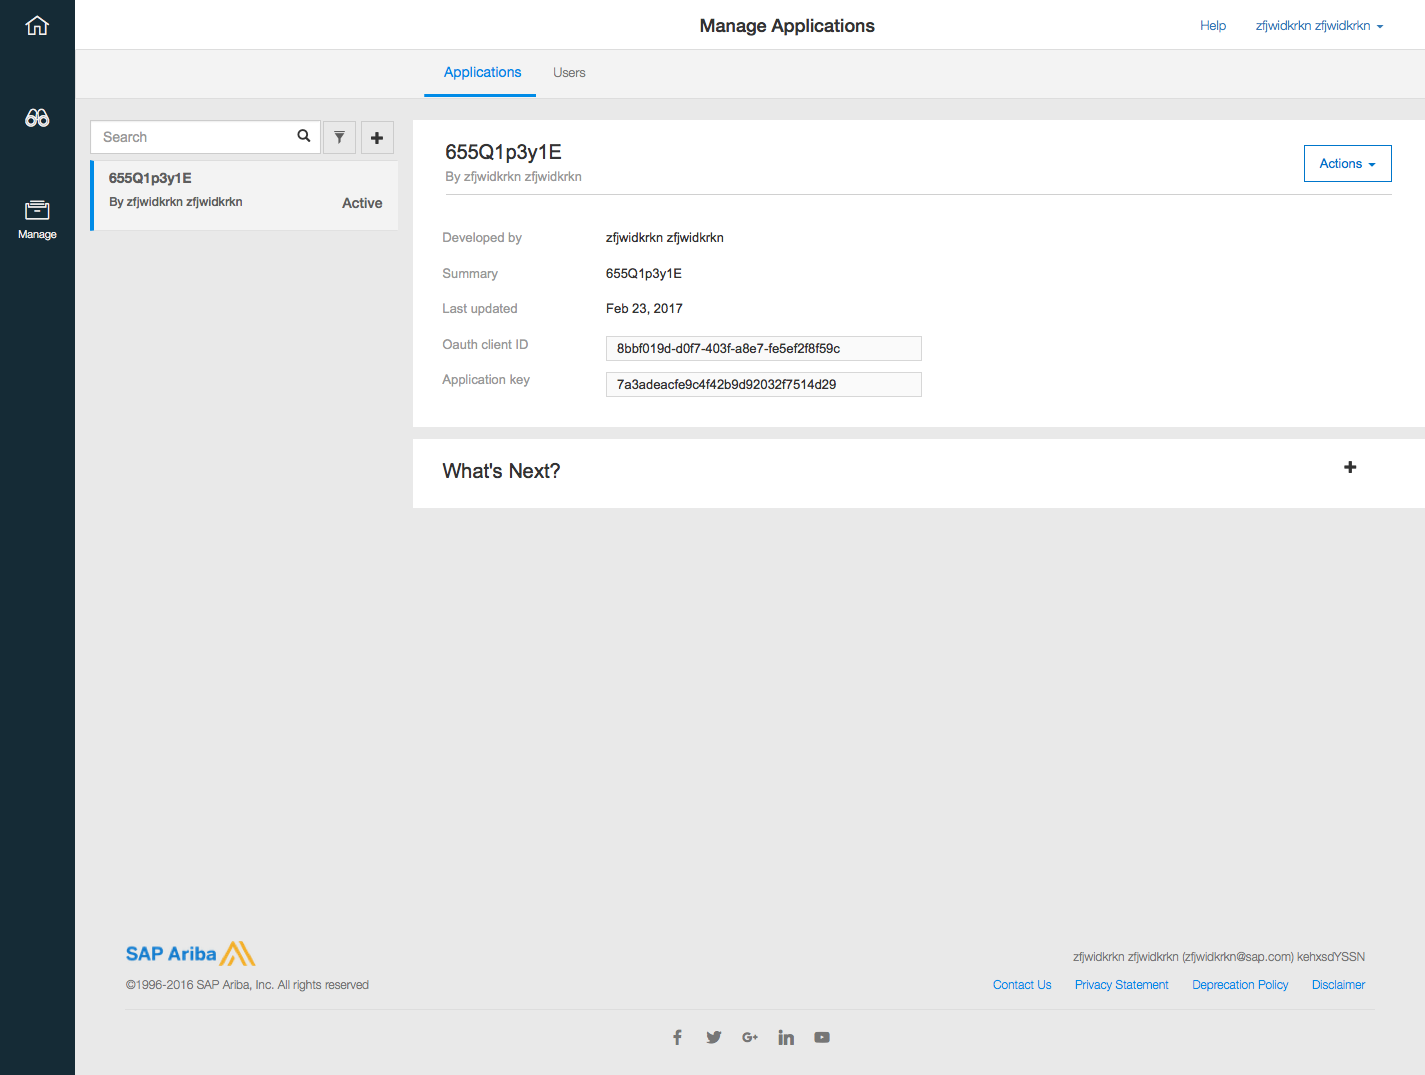 Manage Applications
Help
zfjwidkrkn zfjwidkrkn
Applications
Users
Manage
Search
655Q1p3y1E
By zfjwidkrkn zfjwidkrkn
Active
655Q1p3y1E
By zfjwidkrkn zfjwidkrkn
Actions
Developed by zfjwidkrkn zfjwidkrkn
Summary 655Q1p3y1E
Last updated Feb 23, 2017
Oauth client ID 8bbf019d-d0f7-403f-a8e7-fe5ef2f8f59c
Application key 7a3adeacfe9c4f42b9d92032f7514d29
What's Next?
SAP Ariba
©1996-2016 SAP Ariba, Inc. All rights reserved
zfjwidkrkn zfjwidkrkn (zfjwidkrkn@sap.com) kehxsdYSSN
Contact Us Privacy Statement Deprecation Policy Disclaimer